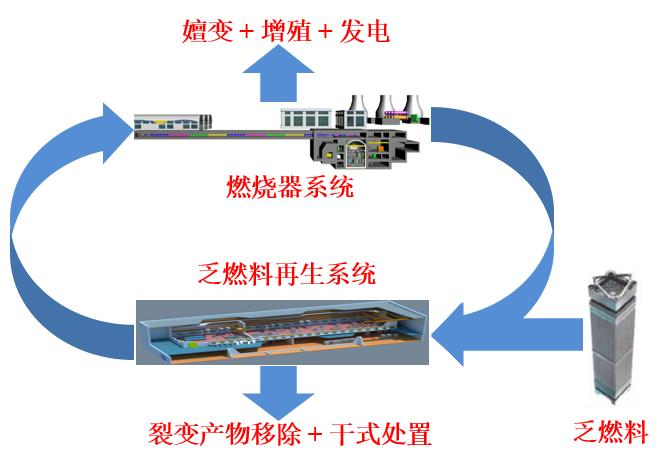 嬗变＋增殖＋发电
燃烧器系统
乏燃料再生系统
裂变产物移除＋干式处置
乏燃料